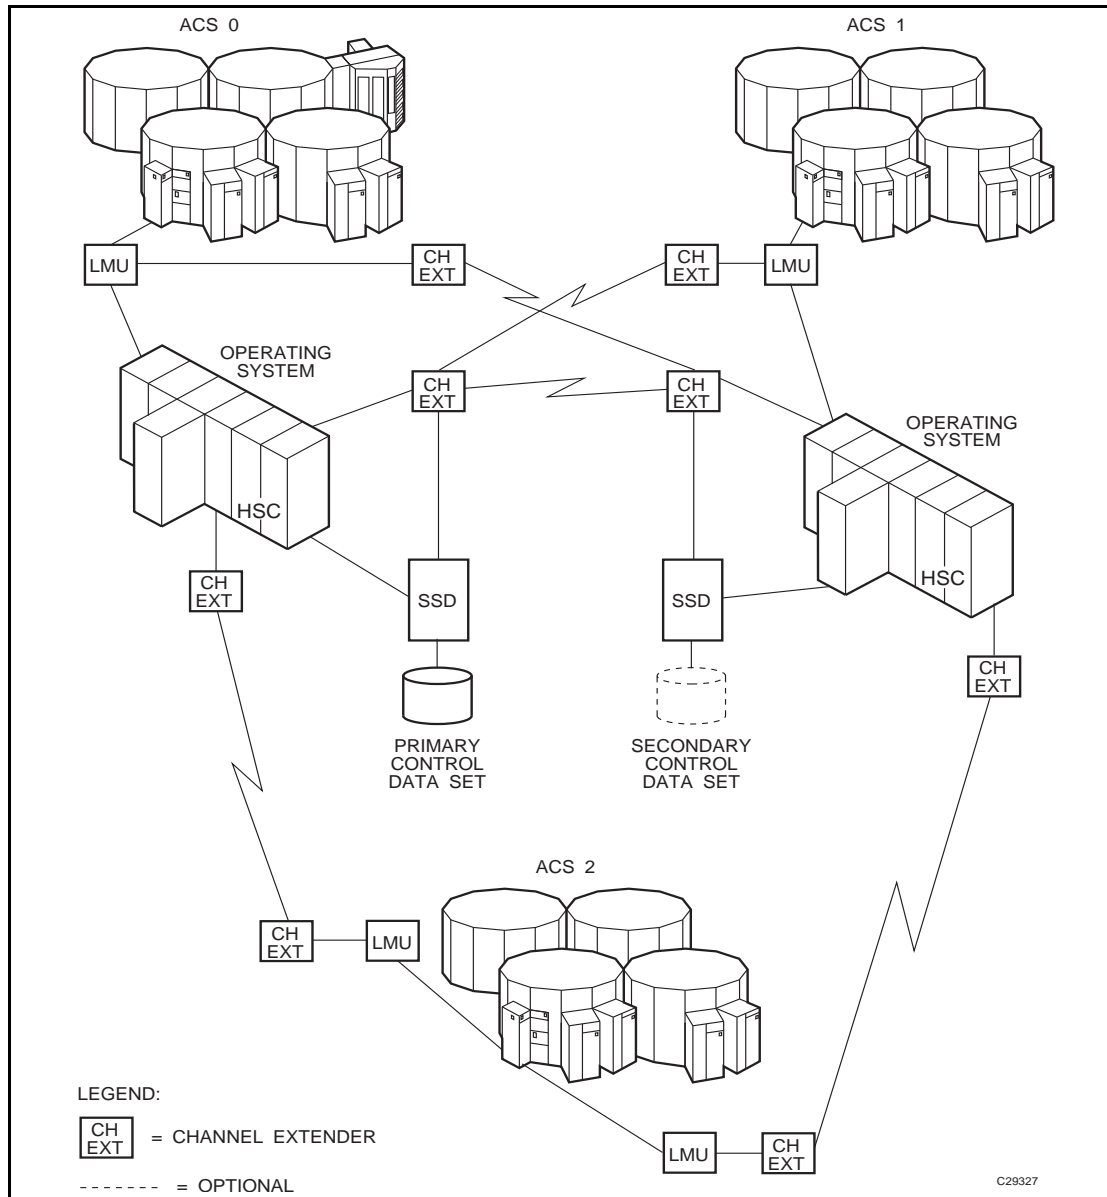 ACS 0
ACS 1
LMU
CH
EXT
CH
EXT
LMU
OPERATING
SYSTEM
CH
EXT
CH
EXT
OPERATING
SYSTEM
HSC
HSC
CH
EXT
SSD
SSD
CH
EXT
PRIMARY
CONTROL
DATA SET
SECONDARY
CONTROL
DATA SET
ACS 2
CH
EXT
LMU
LEGEND:
CH
EXT
= CHANNEL EXTENDER
LMU
CH
EXT
------- = OPTIONAL
C29327